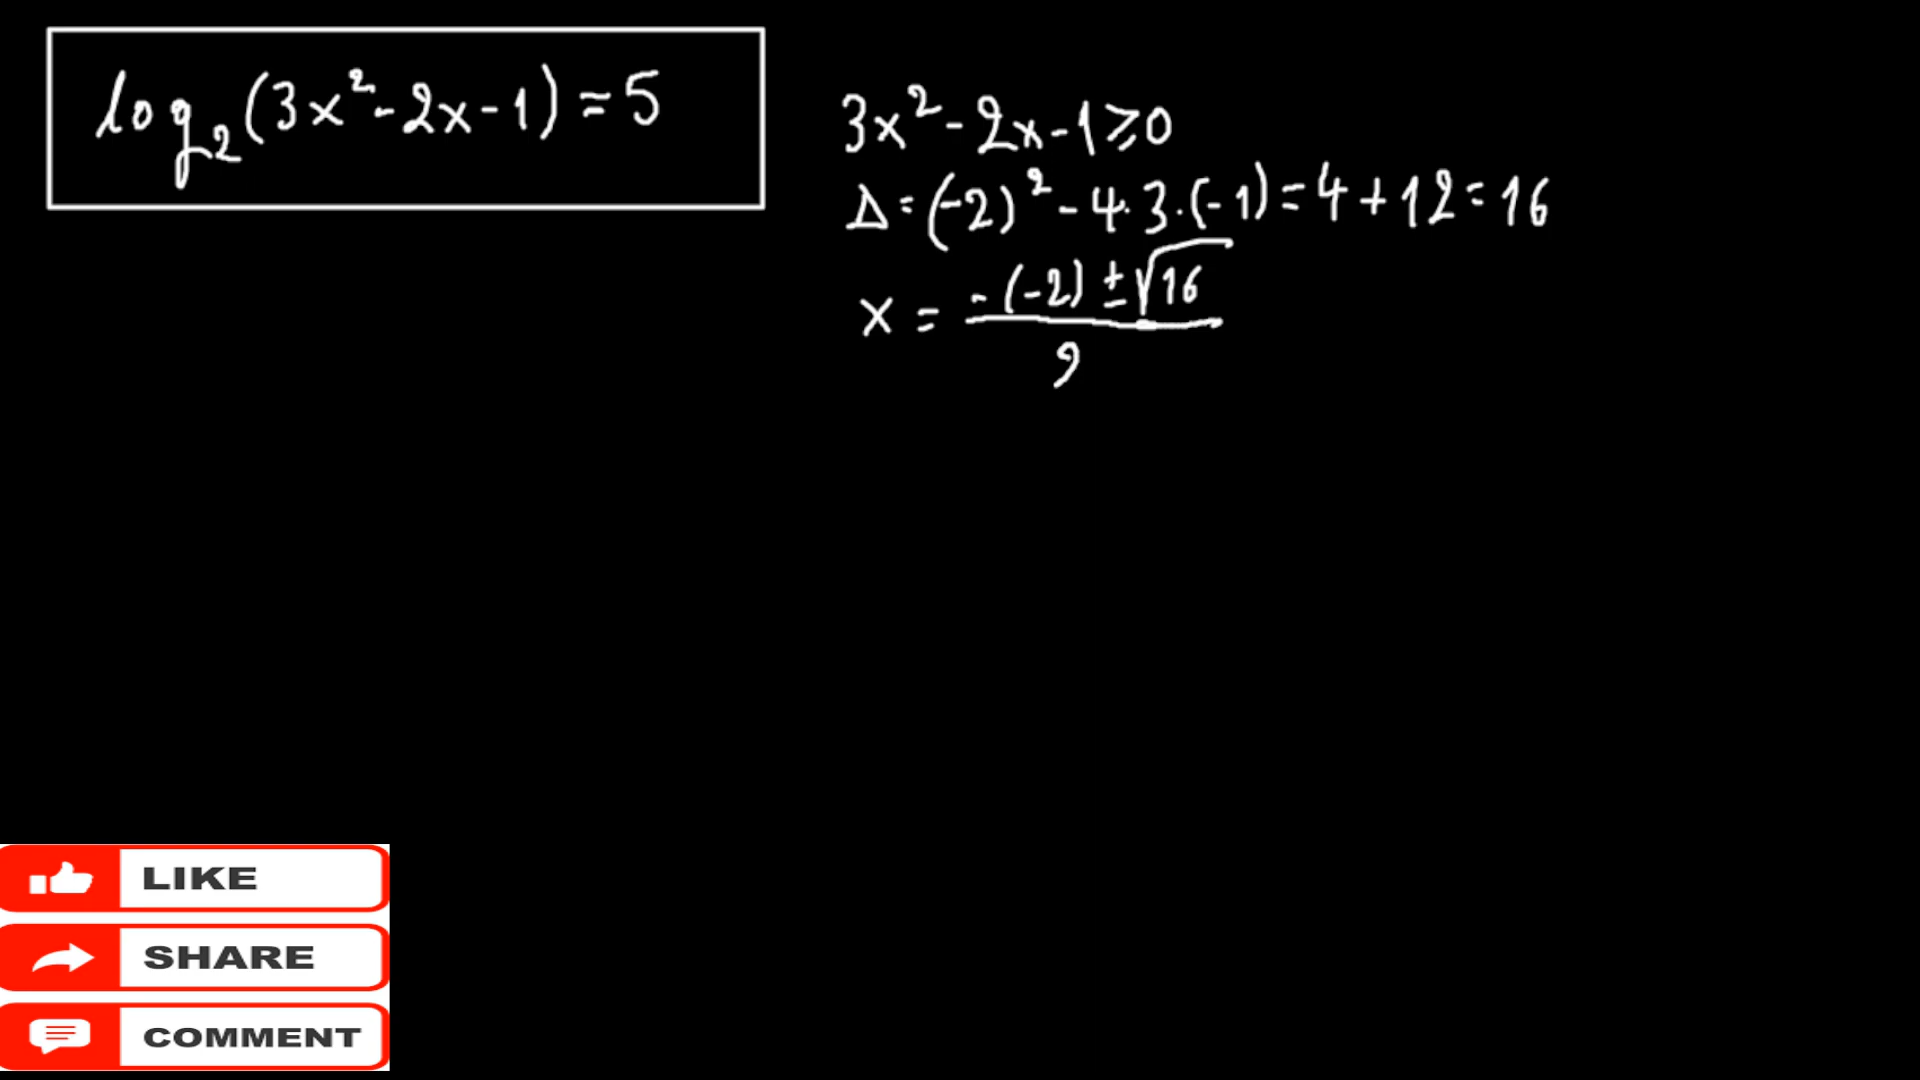 log₂(3x²-2x-1)=5
3x²-2x-1≥0
Δ=(-2)²-4·3·(-1)=4+12=16
x = (-(-2)±√16)/9
LIKE
SHARE
COMMENT